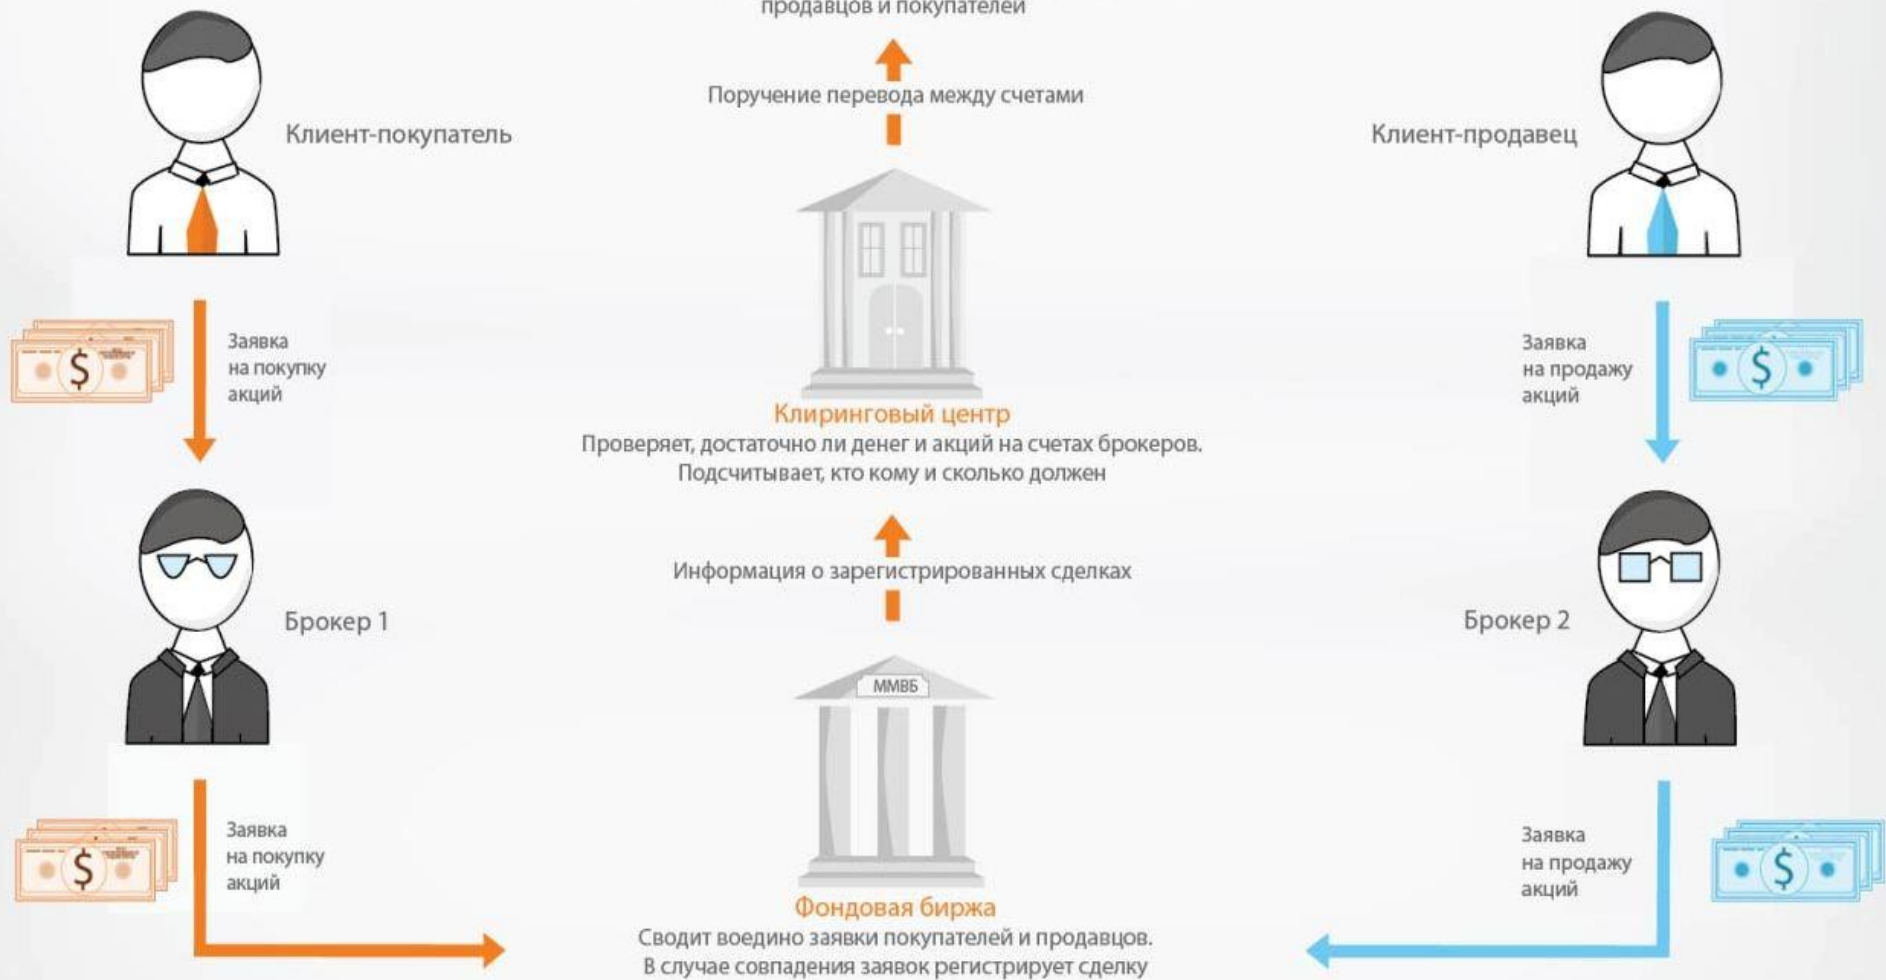 продавцов и покупателей
Поручение перевода между счетами
Клиент-покупатель
Клиент-продавец
Заявка
на покупку
акций
$
Заявка
на продажу
акций
$
Клиринговый центр
Проверяет, достаточно ли денег и акций на счетах брокеров.
Подсчитывает, кто кому и сколько должен
Информация о зарегистрированных сделках
Брокер 1
Брокер 2
ММВБ
Заявка
на покупку
акций
$
Заявка
на продажу
акций
$
Фондовая биржа
Сводит воедино заявки покупателей и продавцов.
В случае совпадения заявок регистрирует сделку